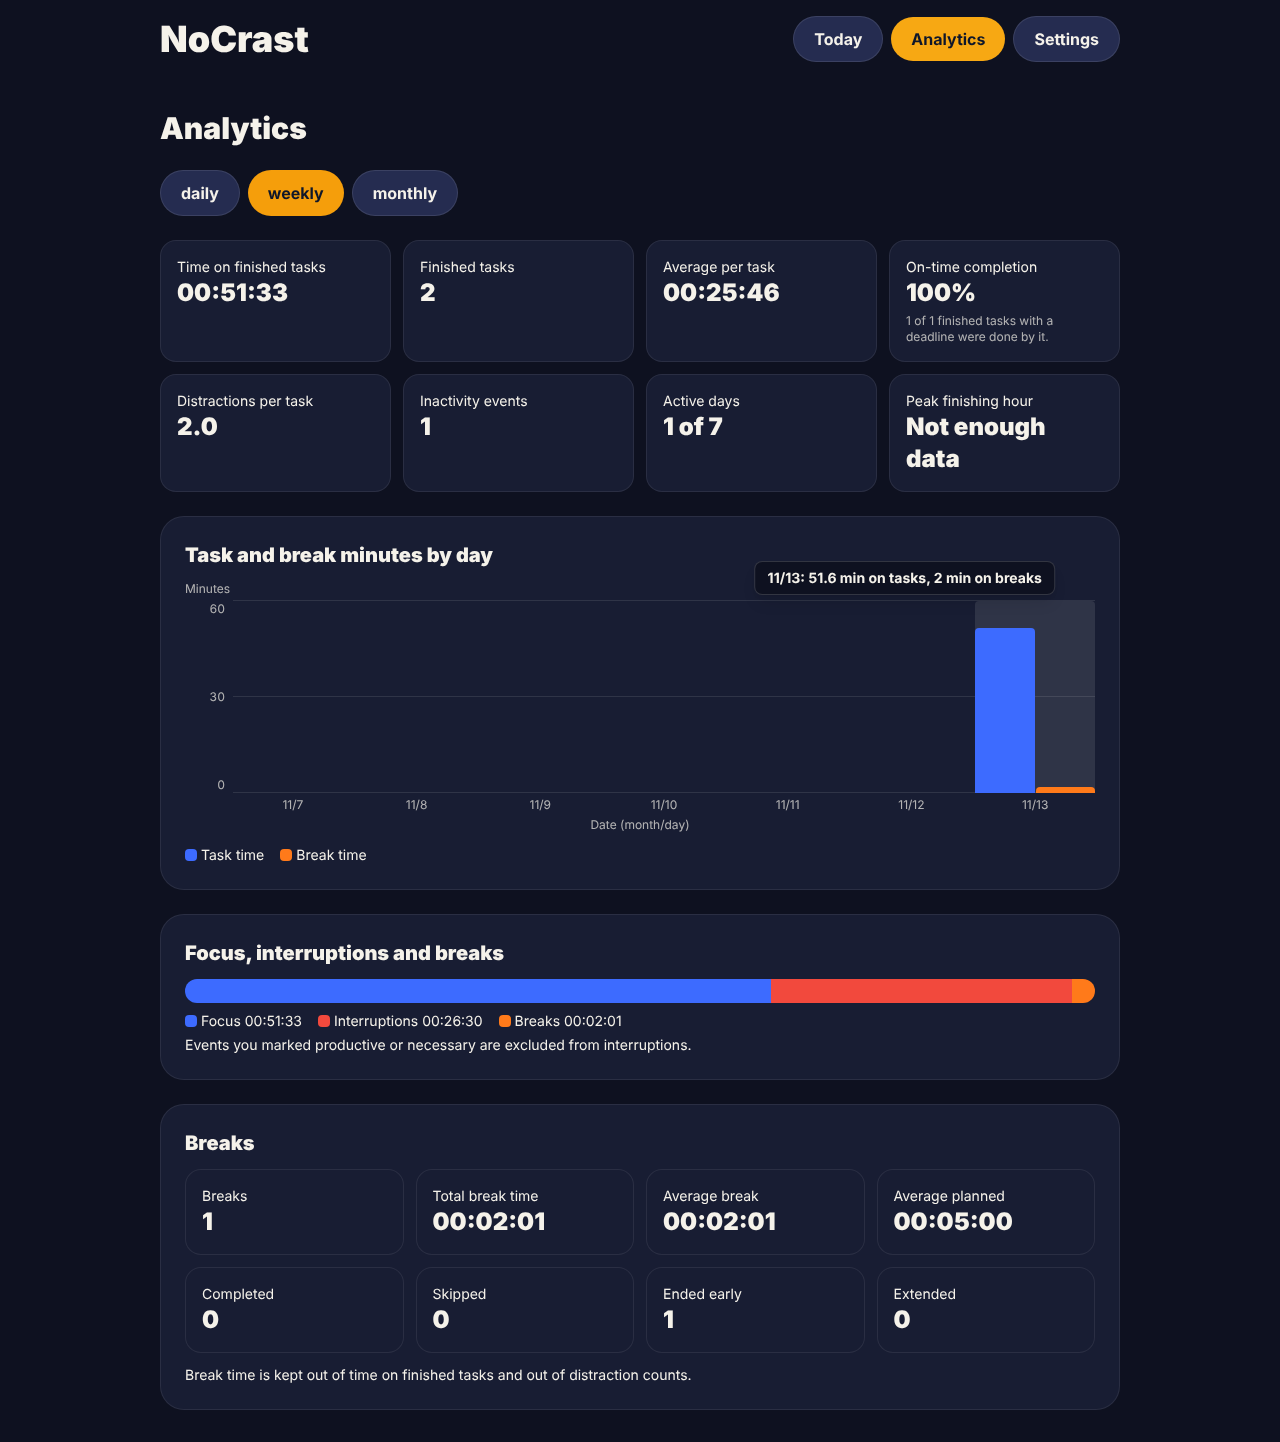 NoCrast
Today
Analytics
Settings
Analytics
daily
weekly
monthly
Time on finished tasks
00:51:33
Finished tasks
2
Average per task
00:25:46
On-time completion
100%
1 of 1 finished tasks with a
deadline were done by it.
Distractions per task
2.0
Inactivity events
1
Active days
1 of 7
Peak finishing hour
Not enough
data
Task and break minutes by day
11/13: 51.6 min on tasks, 2 min on breaks
Minutes
60
30
0
11/7
11/8
11/9
11/10
11/11
11/12
11/13
Date (month/day)
Task time
Break time
Focus, interruptions and breaks
Focus 00:51:33
Interruptions 00:26:30
Breaks 00:02:01
Events you marked productive or necessary are excluded from interruptions.
Breaks
Breaks
1
Total break time
00:02:01
Average break
00:02:01
Average planned
00:05:00
Completed
0
Skipped
0
Ended early
1
Extended
0
Break time is kept out of time on finished tasks and out of distraction counts.